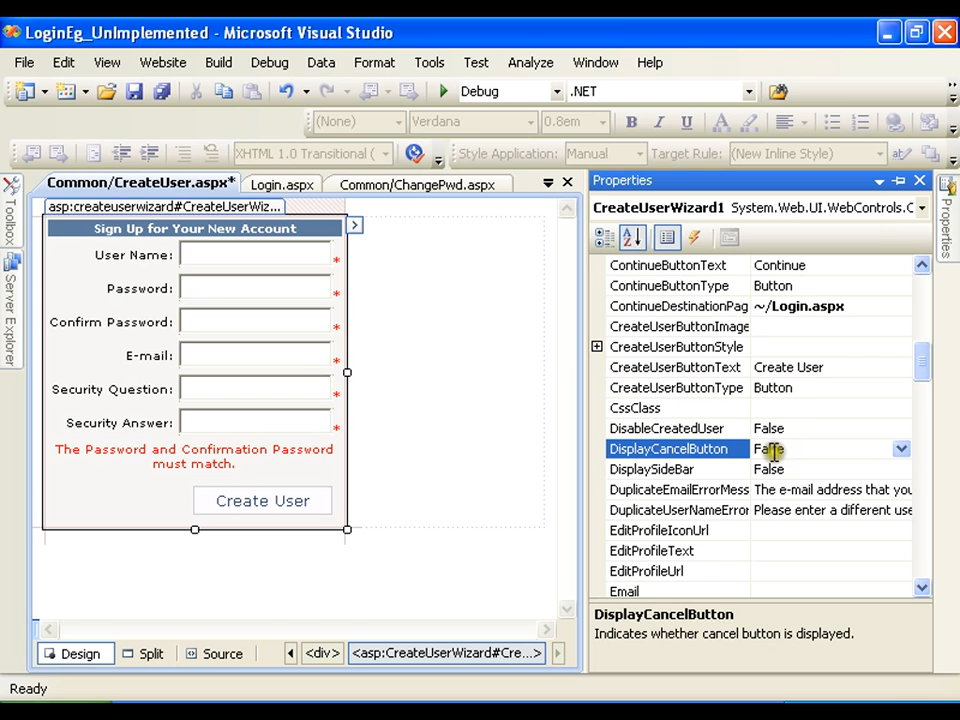 LoginEg_UnImplemented - Microsoft Visual Studio
File Edit View Website Build Debug Data Format Tools Test Analyze Window Help
Debug .NET
(None) Verdana 0.8em B I U A
XHTML 1.0 Transitional ( Style Application: Manual Target Rule: (New Inline Style)
Common/CreateUser.aspx* Login.aspx Common/ChangePwd.aspx
asp:createuserwizard#CreateUserWiz...
Sign Up for Your New Account
User Name: *
Password: *
Confirm Password: *
E-mail: *
Security Question: *
Security Answer: *
The Password and Confirmation Password
must match.
Create User
Design Split Source <div> <asp:CreateUserWizard#Cre...>
Toolbox
Server Explorer
Properties
CreateUserWizard1 System.Web.UI.WebControls.C
ContinueButtonText Continue
ContinueButtonType Button
ContinueDestinationPag ~/Login.aspx
CreateUserButtonImage
CreateUserButtonStyle
CreateUserButtonText Create User
CreateUserButtonType Button
CssClass
DisableCreatedUser False
DisplayCancelButton False
DisplaySideBar False
DuplicateEmailErrorMess The e-mail address that you
DuplicateUserNameError Please enter a different use
EditProfileIconUrl
EditProfileText
EditProfileUrl
Email
DisplayCancelButton
Indicates whether cancel button is displayed.
Properties
Ready